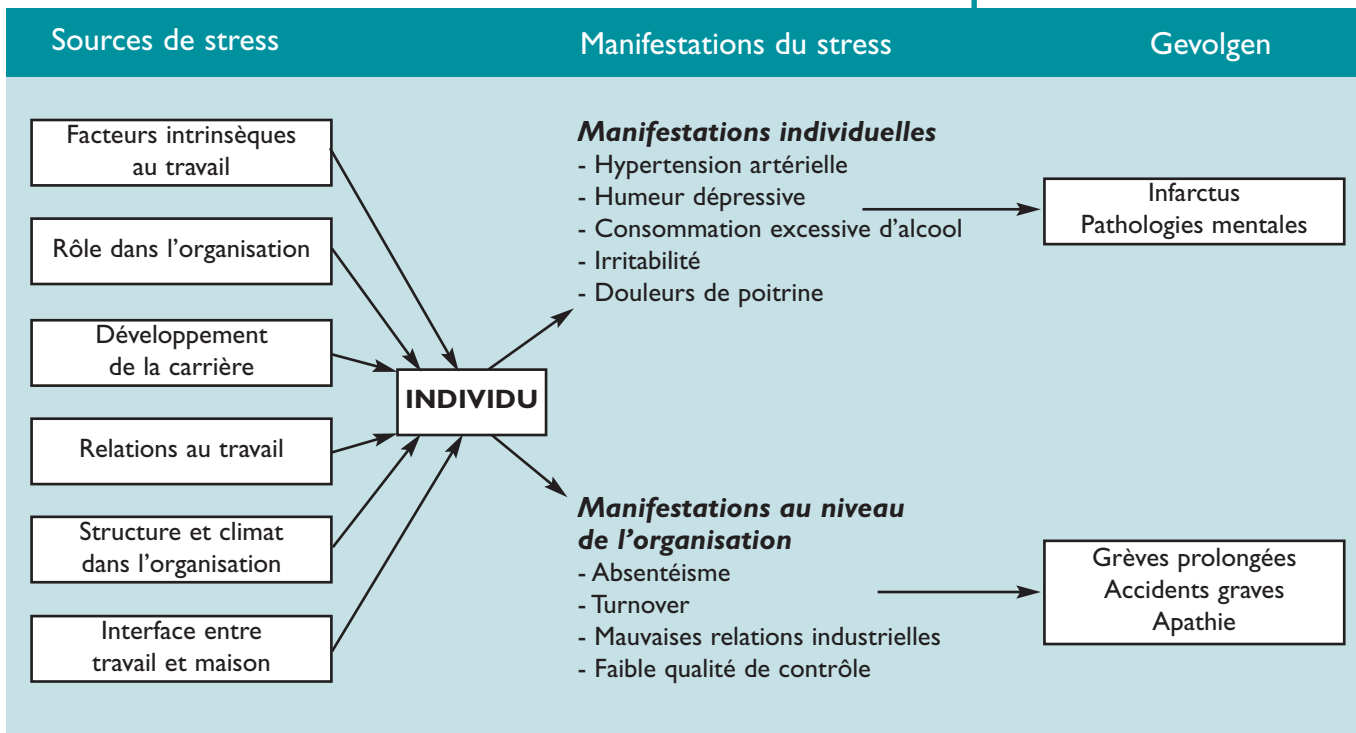 Sources de stress
Manifestations du stress
Gevolgen
Facteurs intrinsèques
au travail
Rôle dans l'organisation
Développement
de la carrière
Relations au travail
Structure et climat
dans l'organisation
Interface entre
travail et maison
INDIVIDU
Manifestations individuelles
- Hypertension artérielle
- Humeur dépressive
- Consommation excessive d'alcool
- Irritabilité
- Douleurs de poitrine
Manifestations au niveau
de l'organisation
- Absentéisme
- Turnover
- Mauvaises relations industrielles
- Faible qualité de contrôle
Infarctus
Pathologies mentales
Grèves prolongées
Accidents graves
Apathie